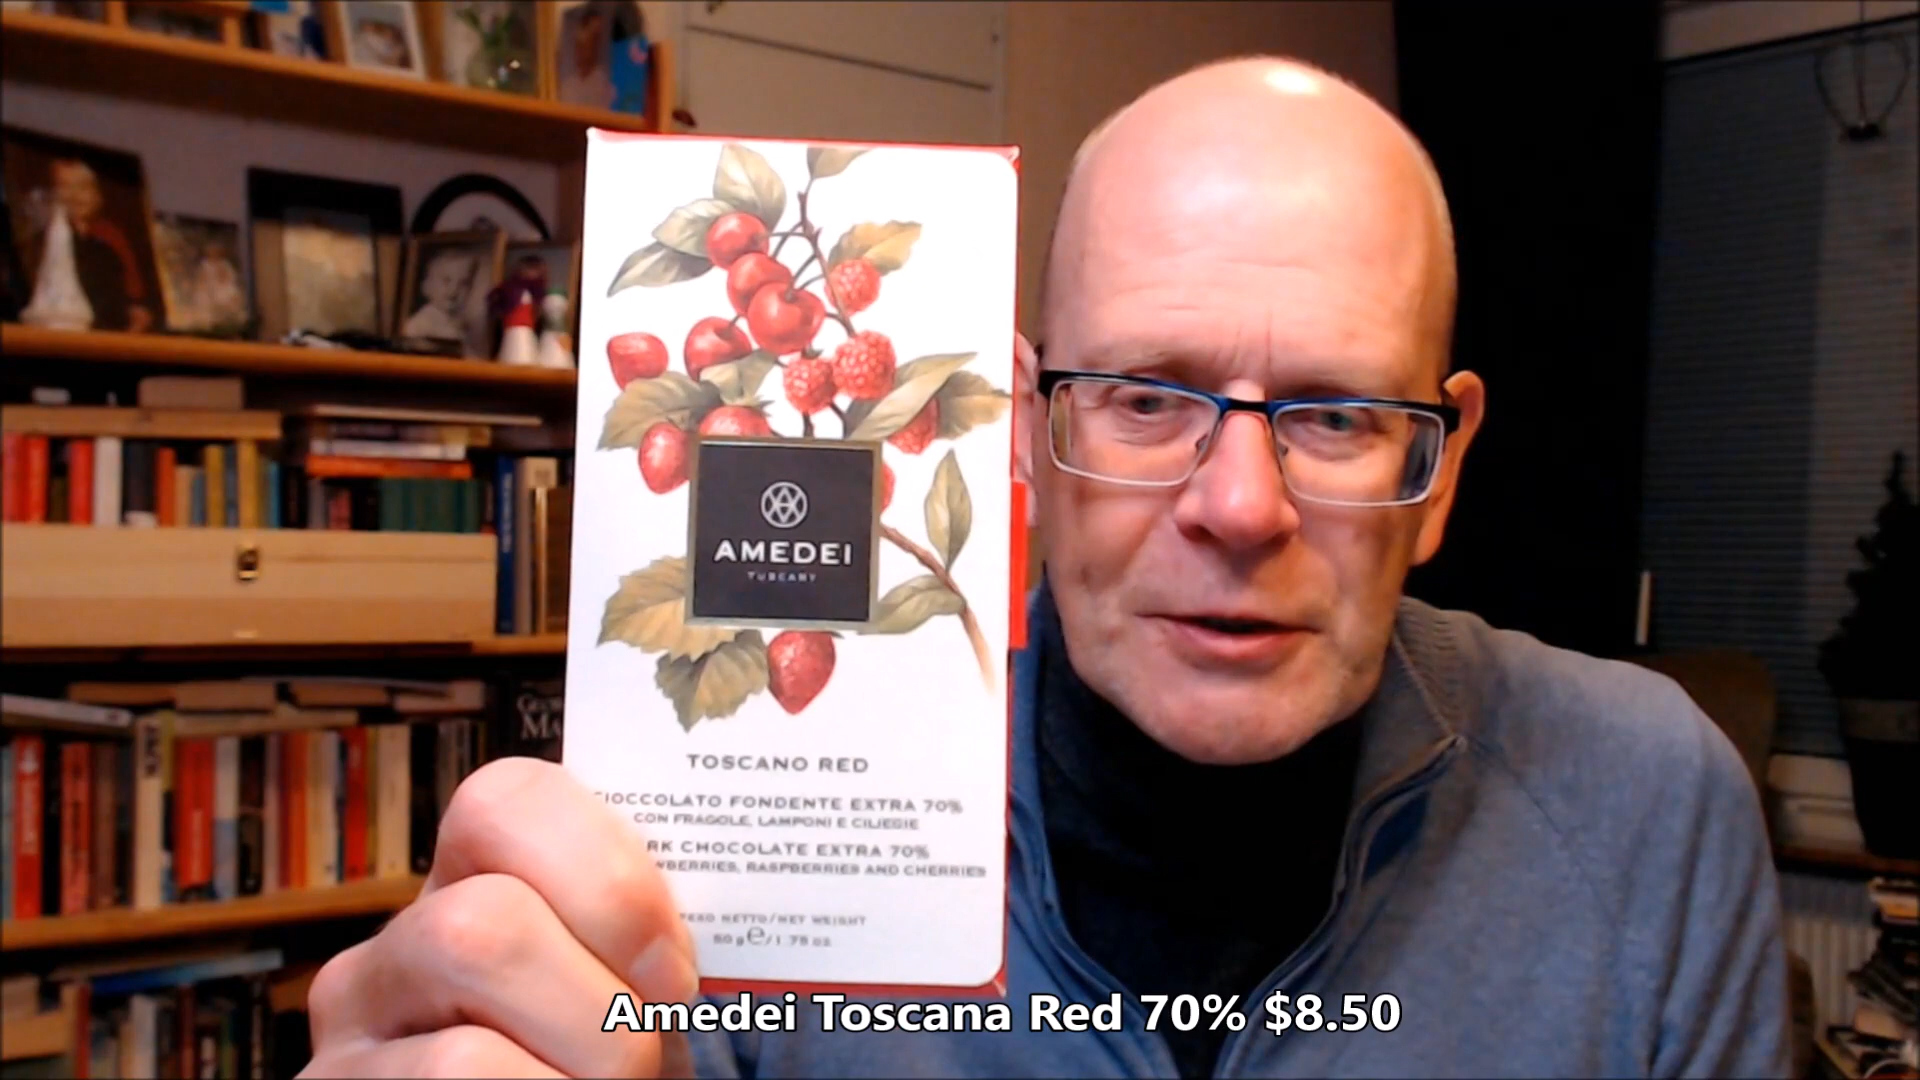 AMEDEI
TUSCANY
TOSCANO RED
CIOCCOLATO FONDENTE EXTRA 70%
CON FRAGOLE, LAMPONI E CILIEGIE
RK CHOCOLATE EXTRA 70%
WBERRIES, RASPBERRIES AND CHERRIES
PESO NETTO/NET WEIGHT
50 g e/1.75 oz
Amedei Toscana Red 70% $8.50